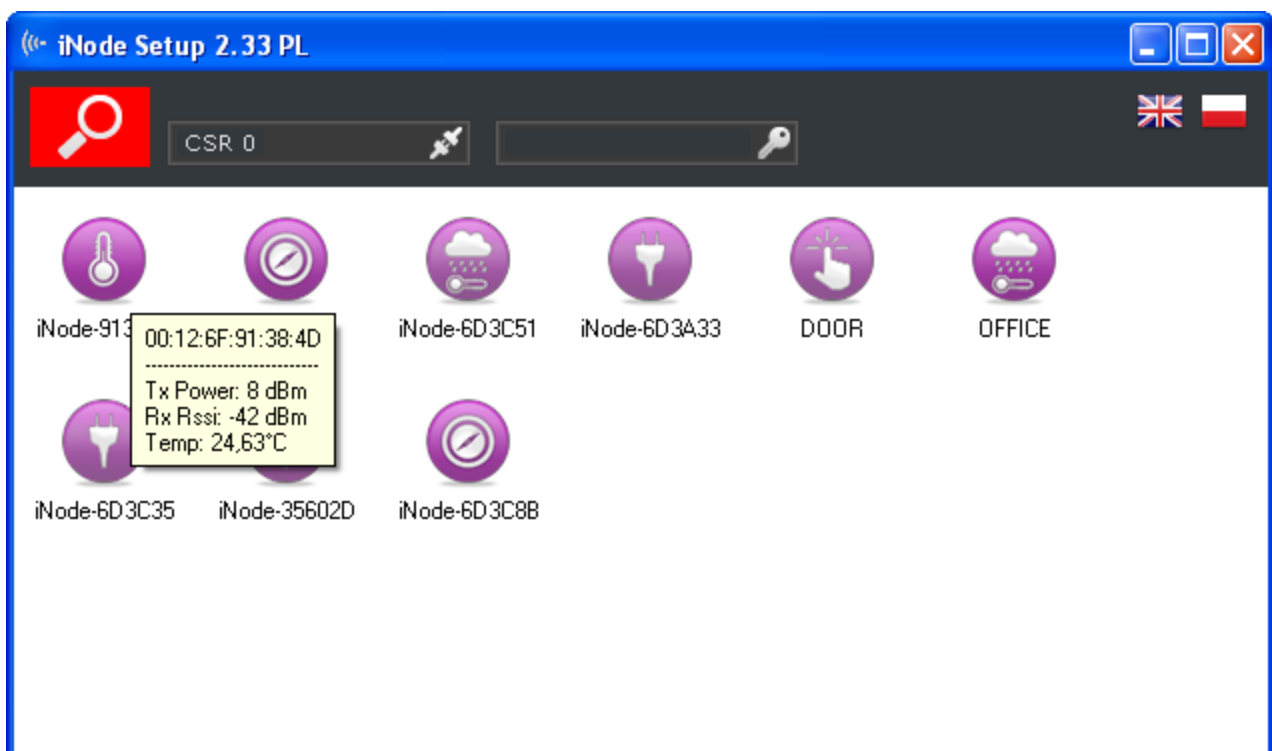 iNode Setup 2.33 PL
CSR 0
iNode-913
iNode-6D3C51
iNode-6D3A33
DOOR
OFFICE
00:12:6F:91:38:4D
----------------------------
Tx Power: 8 dBm
Rx Rssi: -42 dBm
Temp: 24,63°C
iNode-6D3C35
iNode-35602D
iNode-6D3C8B